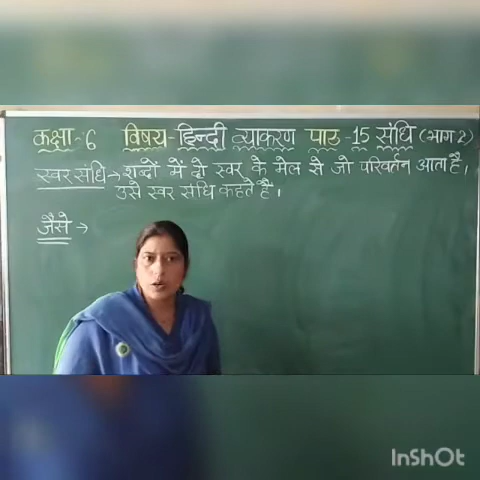 कक्षा-6 विषय-हिन्दी व्याकरण पाठ-15 संधि (भाग 2)
स्वर संधि→ शब्दों में दो स्वर के मेल से जो परिवर्तन आता है।
उसे स्वर संधि कहते हैं।
जैसे →
InShOt